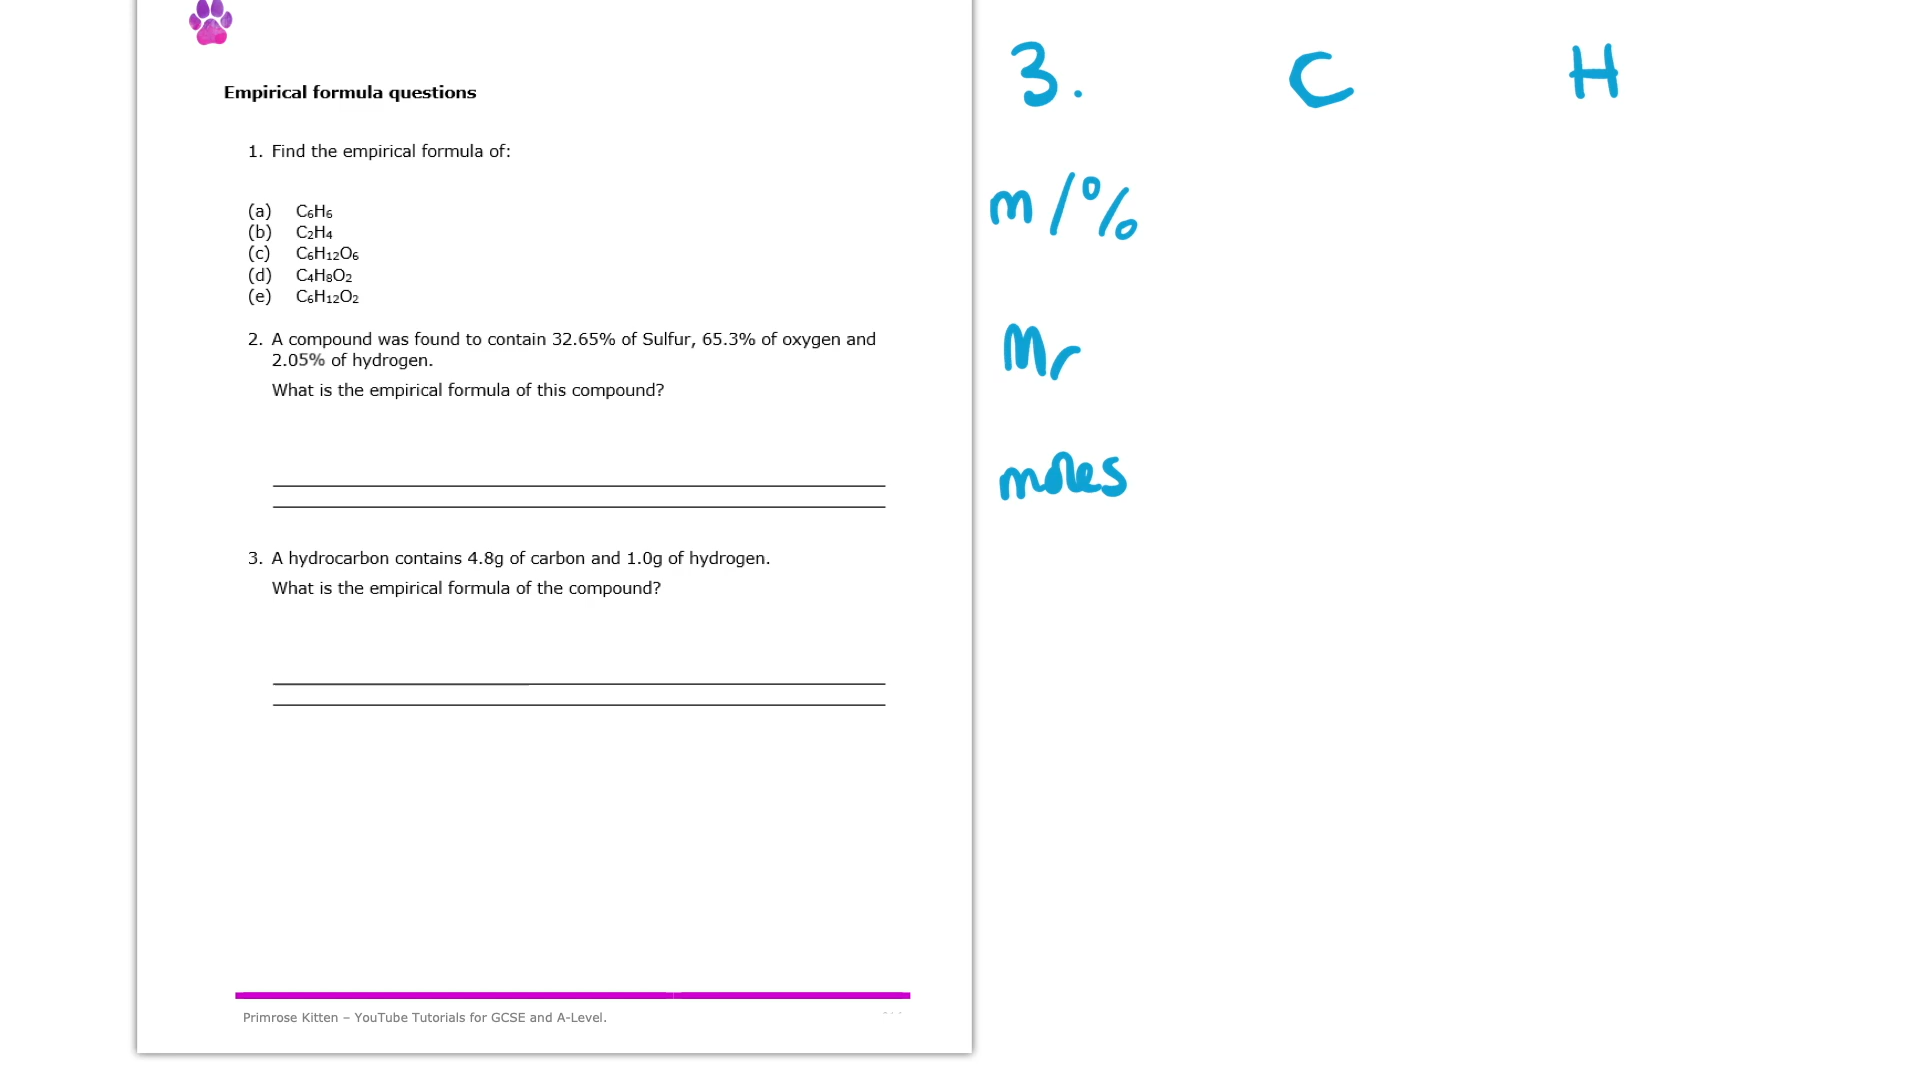 Empirical formula questions
1. Find the empirical formula of:
(a) C₆H₆
(b) C₂H₄
(c) C₆H₁₂O₆
(d) C₄H₈O₂
(e) C₆H₁₂O₂
2. A compound was found to contain 32.65% of Sulfur, 65.3% of oxygen and
2.05% of hydrogen.
What is the empirical formula of this compound?
3. A hydrocarbon contains 4.8g of carbon and 1.0g of hydrogen.
What is the empirical formula of the compound?
Primrose Kitten – YouTube Tutorials for GCSE and A-Level.
3. C H
m/%
Mr
moles